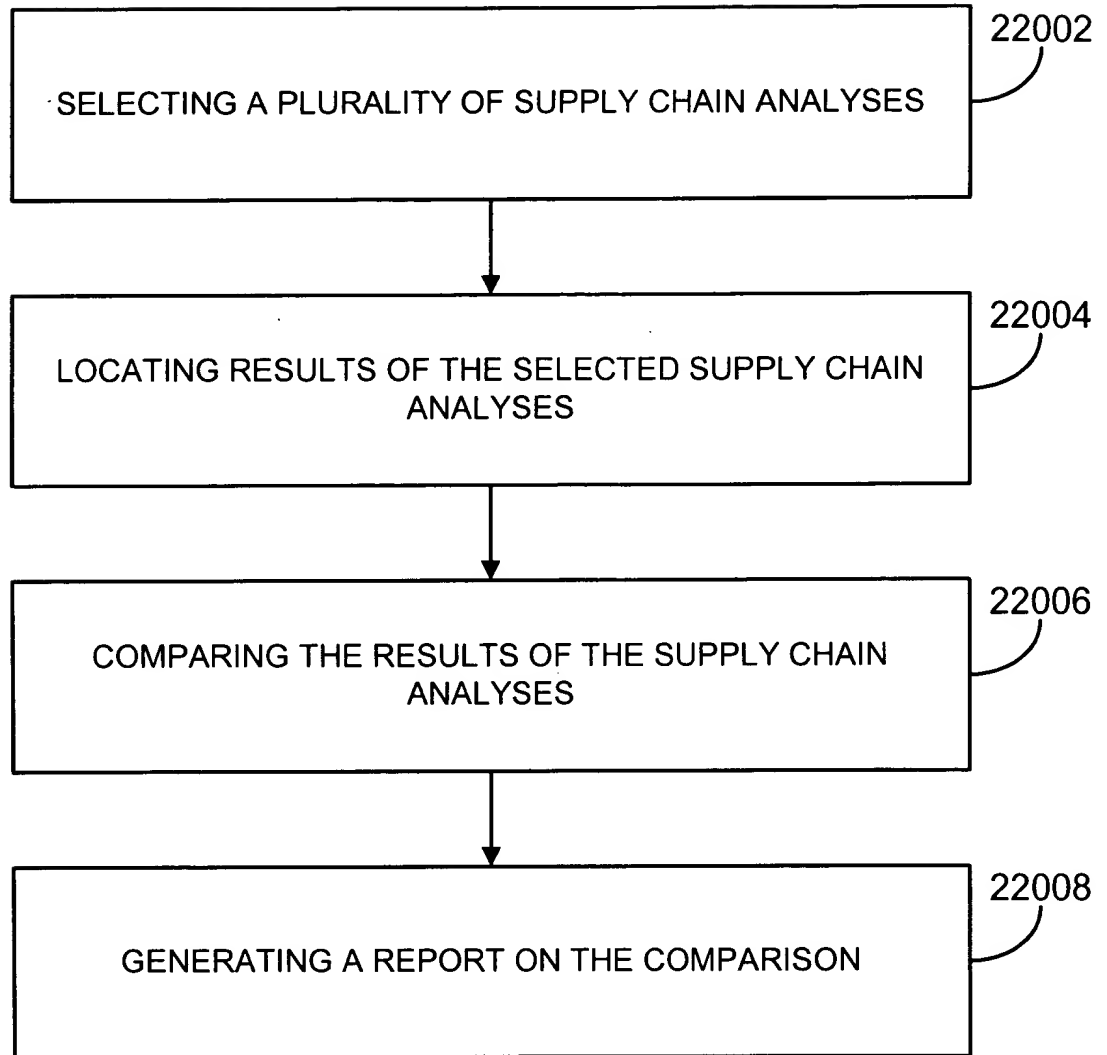 22002
SELECTING A PLURALITY OF SUPPLY CHAIN ANALYSES
22004
LOCATING RESULTS OF THE SELECTED SUPPLY CHAIN
ANALYSES
22006
COMPARING THE RESULTS OF THE SUPPLY CHAIN
ANALYSES
22008
GENERATING A REPORT ON THE COMPARISON